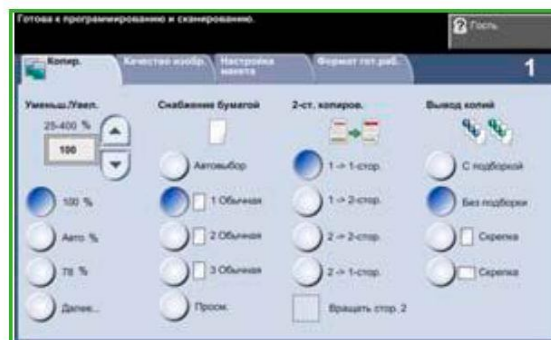 Готова к программированию и сканированию.
Гость
Копир.
Качество изобр.
Настройка макета
Формат гот.раб.
1
Уменьш./Увел.
25-400 %
100
100 %
Авто. %
78 %
Далее...
Снабжение бумагой
Автовыбор
1 Обычная
2 Обычная
3 Обычная
Просм.
2-ст. копиров.
1 -> 1-стор.
1 -> 2-стор.
2 -> 2-стор.
2 -> 1-стор.
Вращать стор. 2
Вывод копий
С подборкой
Без подборки
Скрепка
Скрепка